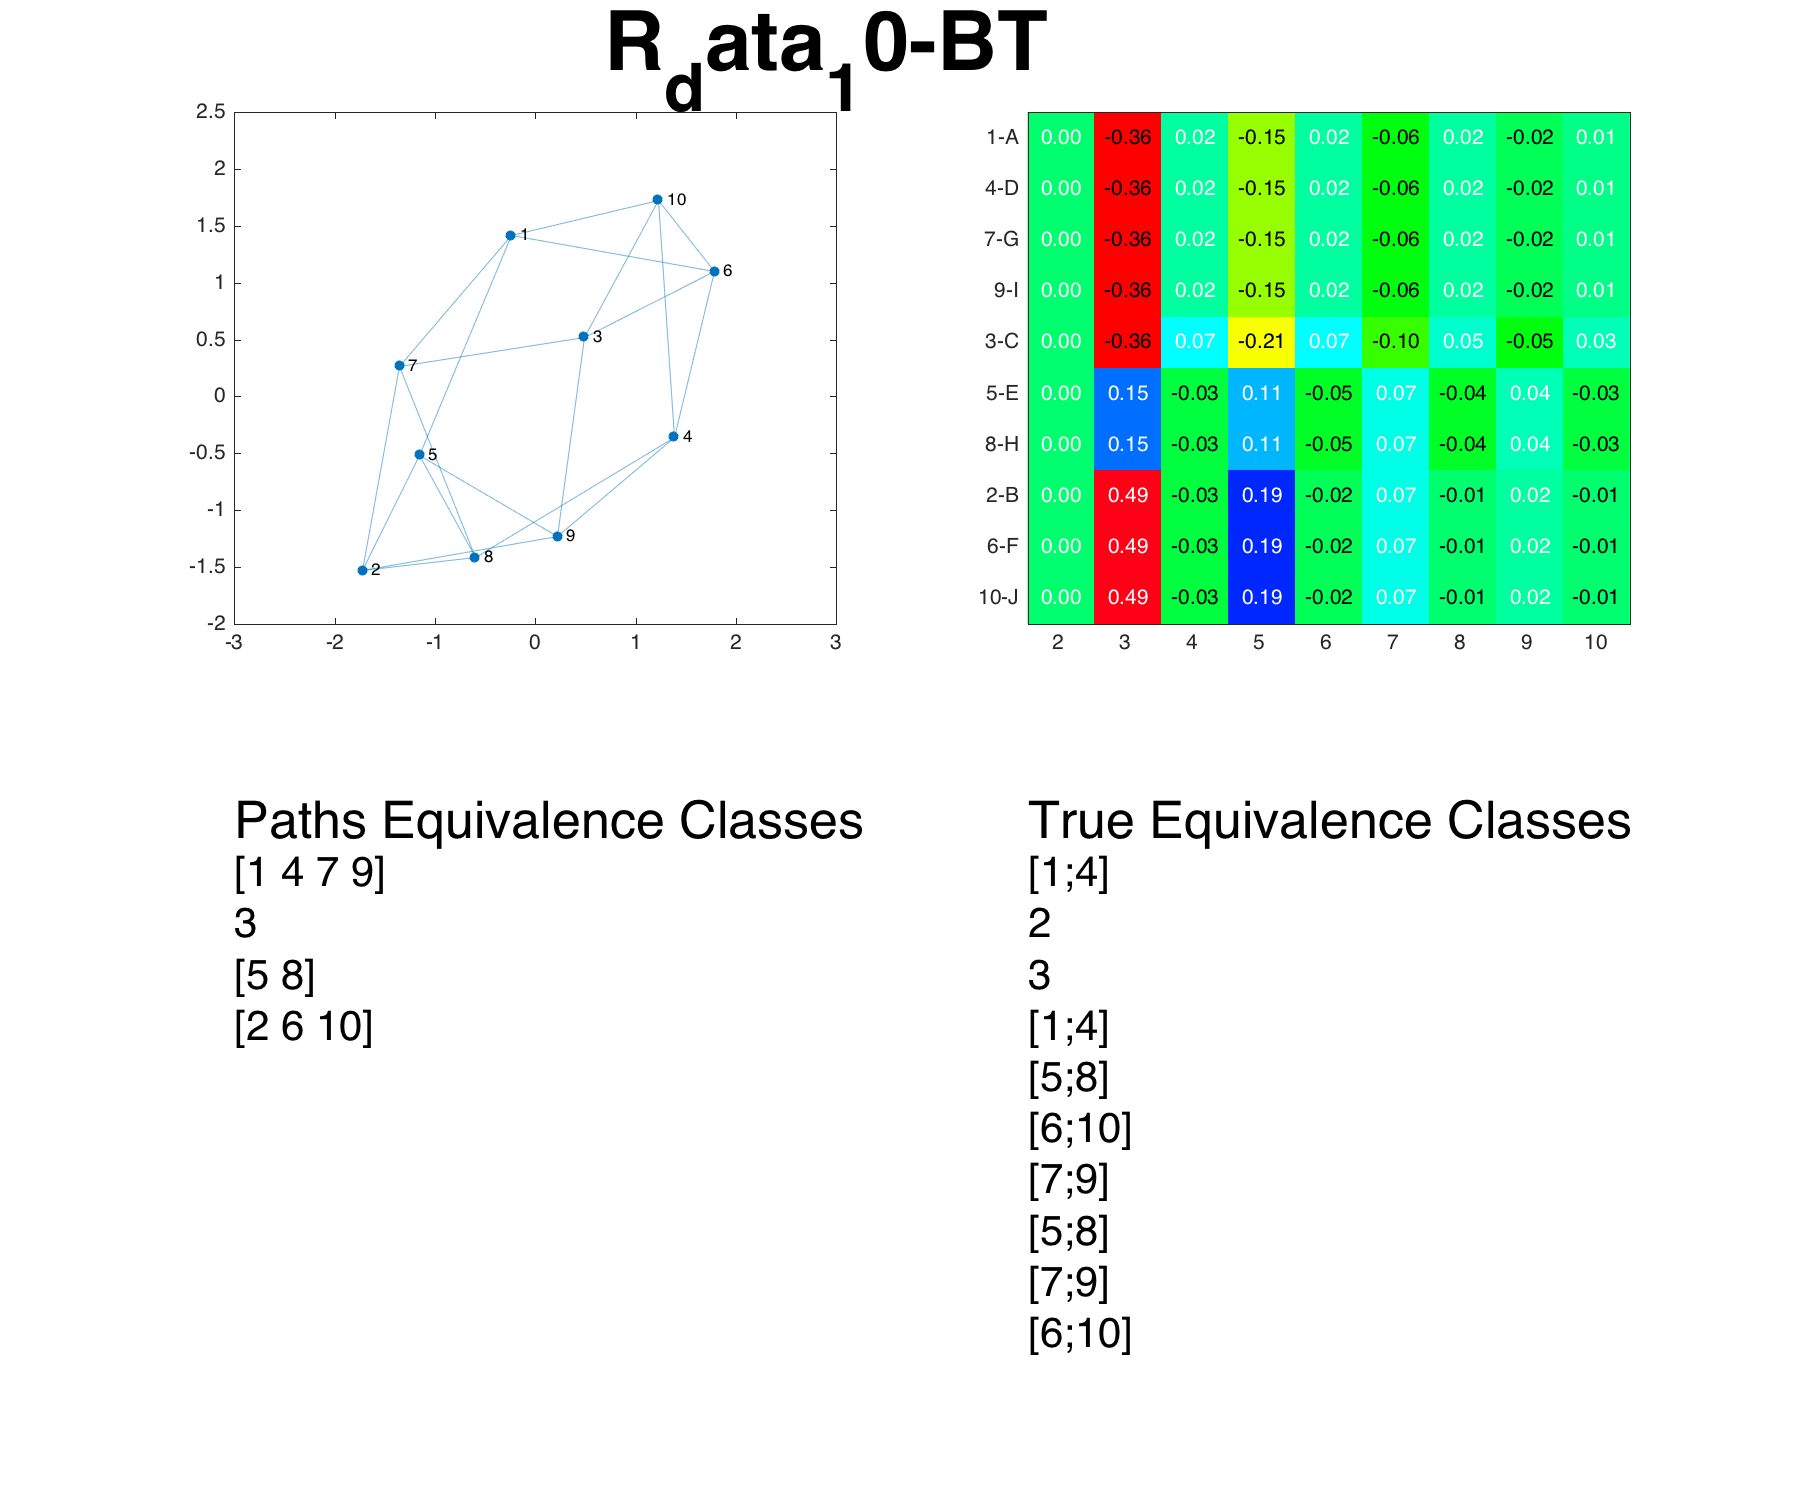 Rdata10-BT
2.5
2
1.5
1
0.5
0
-0.5
-1
-1.5
-2
-3 -2 -1 0 1 2 3
10
1
6
3
7
4
5
9
8
2
1-A 0.00 -0.36 0.02 -0.15 0.02 -0.06 0.02 -0.02 0.01
4-D 0.00 -0.36 0.02 -0.15 0.02 -0.06 0.02 -0.02 0.01
7-G 0.00 -0.36 0.02 -0.15 0.02 -0.06 0.02 -0.02 0.01
9-I 0.00 -0.36 0.02 -0.15 0.02 -0.06 0.02 -0.02 0.01
3-C 0.00 -0.36 0.07 -0.21 0.07 -0.10 0.05 -0.05 0.03
5-E 0.00 0.15 -0.03 0.11 -0.05 0.07 -0.04 0.04 -0.03
8-H 0.00 0.15 -0.03 0.11 -0.05 0.07 -0.04 0.04 -0.03
2-B 0.00 0.49 -0.03 0.19 -0.02 0.07 -0.01 0.02 -0.01
6-F 0.00 0.49 -0.03 0.19 -0.02 0.07 -0.01 0.02 -0.01
10-J 0.00 0.49 -0.03 0.19 -0.02 0.07 -0.01 0.02 -0.01
2 3 4 5 6 7 8 9 10
Paths Equivalence Classes
[1 4 7 9]
3
[5 8]
[2 6 10]
True Equivalence Classes
[1;4]
2
3
[1;4]
[5;8]
[6;10]
[7;9]
[5;8]
[7;9]
[6;10]